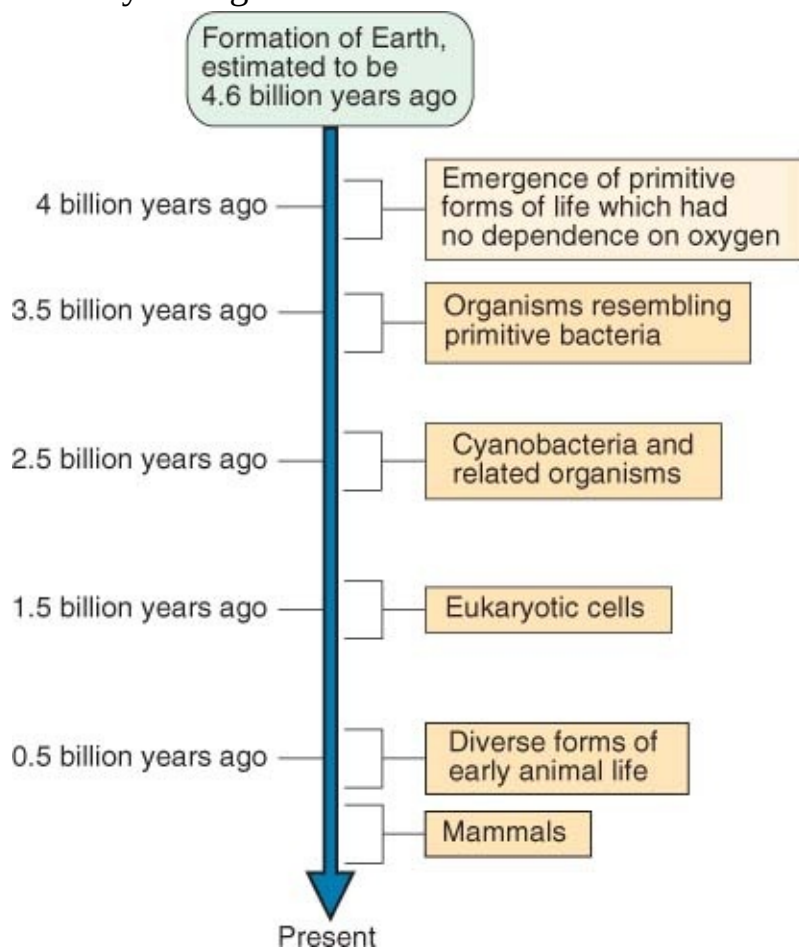 Formation of Earth,
estimated to be
4.6 billion years ago
4 billion years ago
Emergence of primitive
forms of life which had
no dependence on oxygen
3.5 billion years ago
Organisms resembling
primitive bacteria
2.5 billion years ago
Cyanobacteria and
related organisms
1.5 billion years ago
Eukaryotic cells
0.5 billion years ago
Diverse forms of
early animal life
Mammals
Present